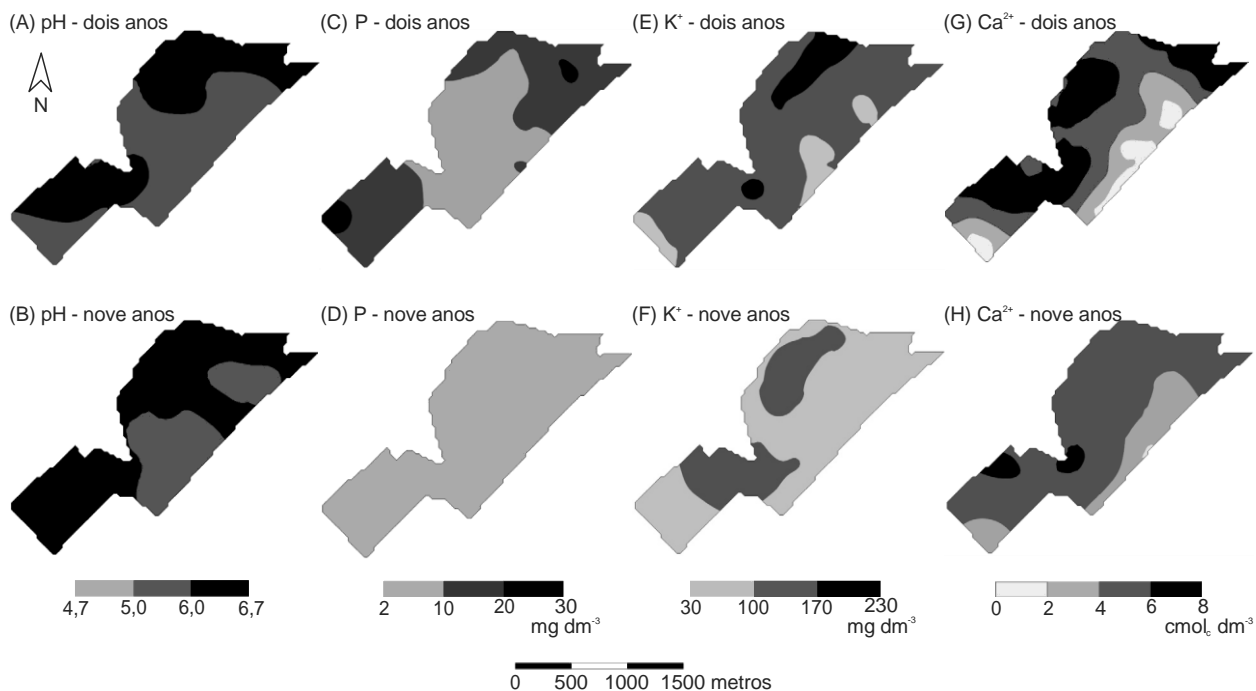 (A) pH - dois anos
(C) P - dois anos
(E) K⁺ - dois anos
(G) Ca²⁺ - dois anos
N
(B) pH - nove anos
(D) P - nove anos
(F) K⁺ - nove anos
(H) Ca²⁺ - nove anos
4,7 5,0 6,0 6,7
2 10 20 30
mg dm⁻³
30 100 170 230
mg dm⁻³
0 2 4 6 8
cmol꜀ dm⁻³
0 500 1000 1500 metros